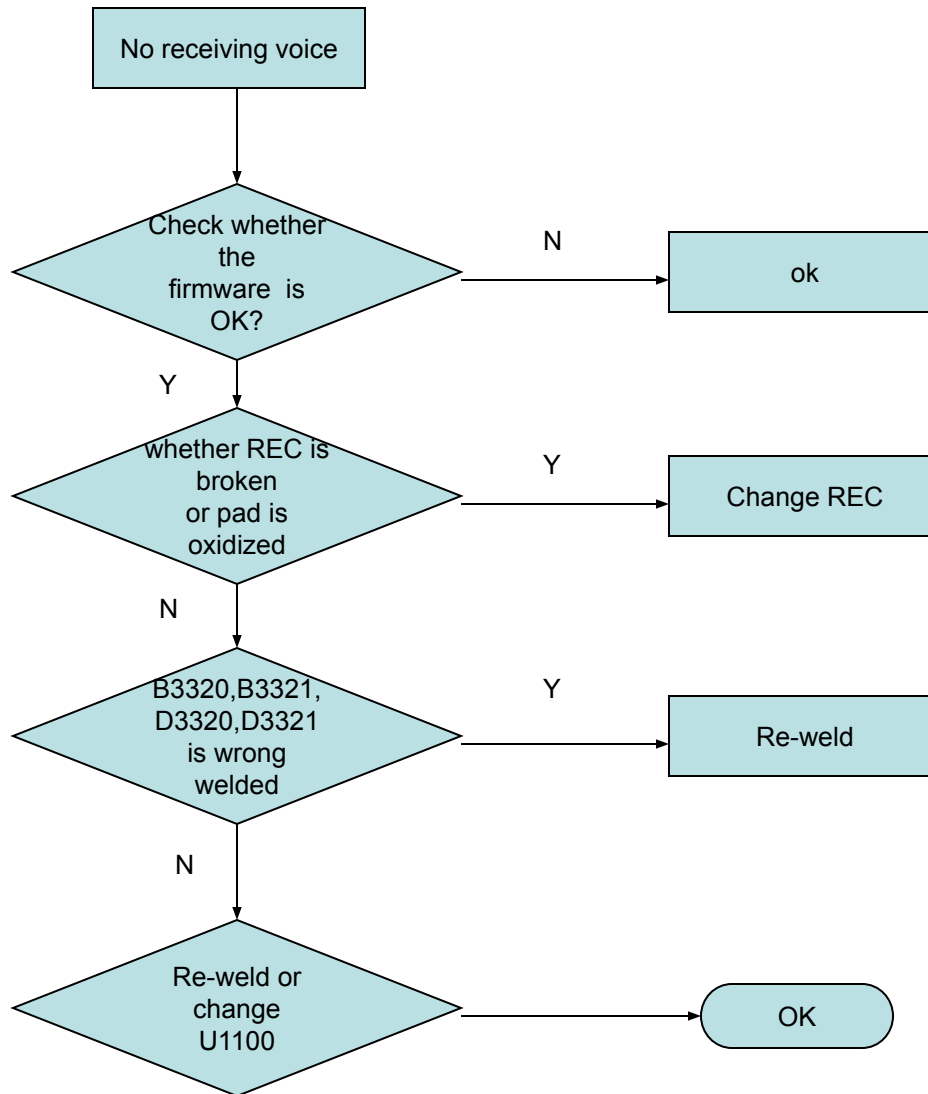 No receiving voice
Check whether
the
firmware is
OK?
N
ok
Y
whether REC is
broken
or pad is
oxidized
Y
Change REC
N
B3320,B3321,
D3320,D3321
is wrong
welded
Y
Re-weld
N
Re-weld or
change
U1100
OK